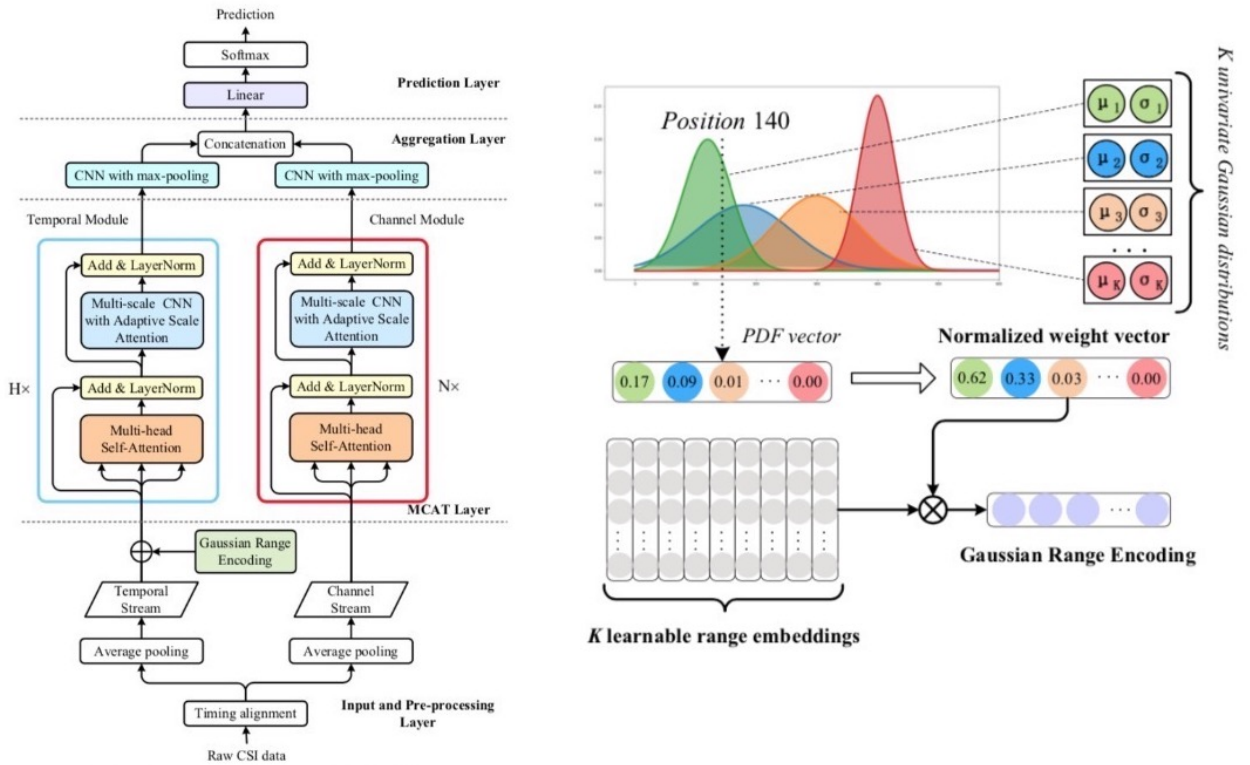 Prediction
Softmax
Linear
Prediction Layer
Concatenation
Aggregation Layer
CNN with max-pooling
CNN with max-pooling
Temporal Module
Channel Module
Add & LayerNorm
Multi-scale CNN
with Adaptive Scale
Attention
Add & LayerNorm
Multi-head
Self-Attention
H×
Add & LayerNorm
Multi-scale CNN
with Adaptive Scale
Attention
Add & LayerNorm
Multi-head
Self-Attention
N×
MCAT Layer
Gaussian Range
Encoding
Temporal
Stream
Channel
Stream
Average pooling
Average pooling
Timing alignment
Input and Pre-processing
Layer
Raw CSI data
Position 140
μ1 σ1
μ2 σ2
μ3 σ3
...
μK σK
K univariate Gaussian distributions
PDF vector
Normalized weight vector
0.17 0.09 0.01 ... 0.00
0.62 0.33 0.03 ... 0.00
Gaussian Range Encoding
K learnable range embeddings